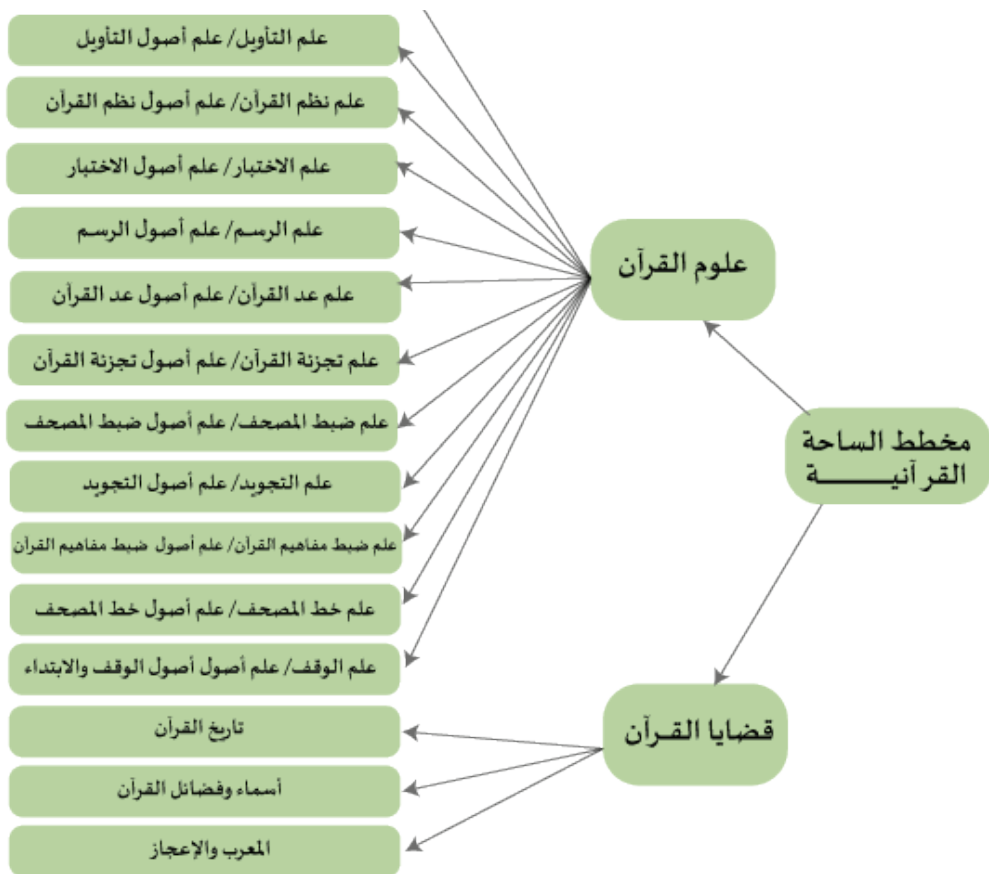 مخطط الساحة
القرآنيـــــــة
علوم القرآن
علم التأويل/ علم أصول التأويل
علم نظم القرآن/ علم أصول نظم القرآن
علم الاختبار/ علم أصول الاختبار
علم الرسم/ علم أصول الرسم
علم عد القرآن/ علم أصول عد القرآن
علم تجزئة القرآن/ علم أصول تجزئة القرآن
علم ضبط المصحف/ علم أصول ضبط المصحف
علم التجويد/ علم أصول التجويد
علم ضبط مفاهيم القرآن/ علم أصول ضبط مفاهيم القرآن
علم خط المصحف/ علم أصول خط المصحف
علم الوقف/ علم أصول أصول الوقف والابتداء
قضايا القـرآن
تاريخ القرآن
أسماء وفضائل القرآن
المعرب والإعجاز